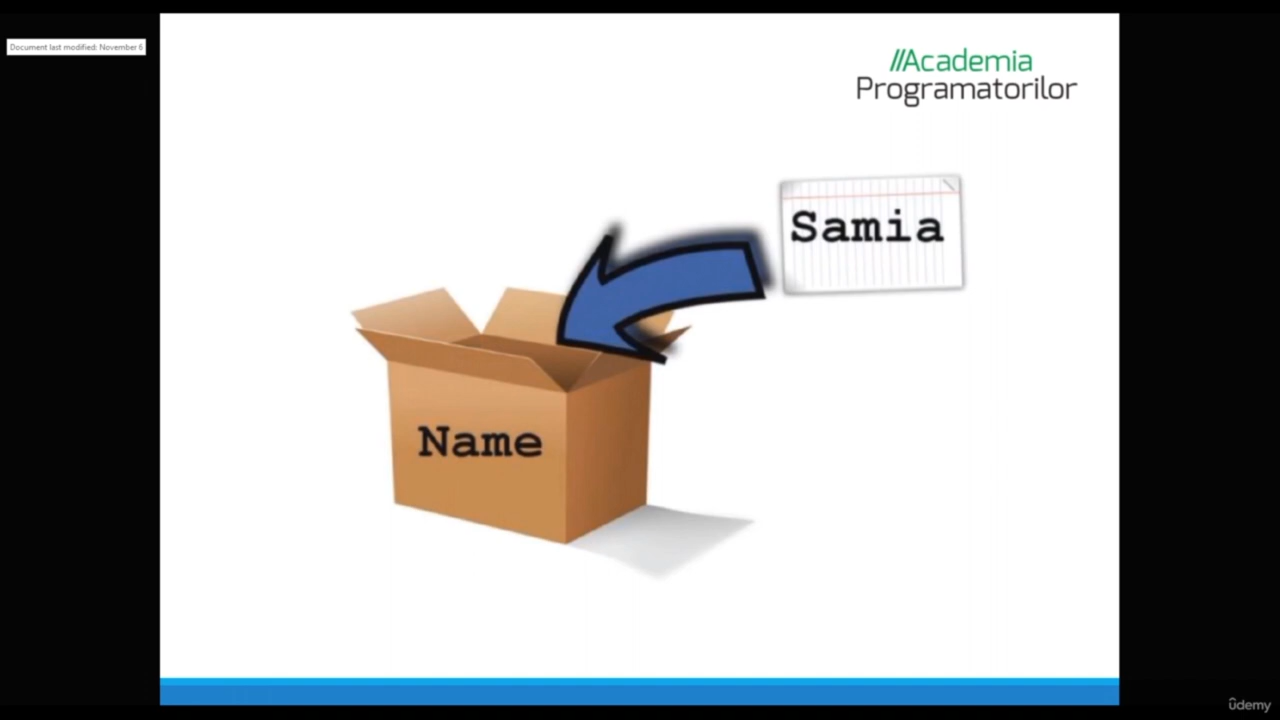 Document last modified: November 6
//Academia
Programatorilor
Samia
Name
ûdemy